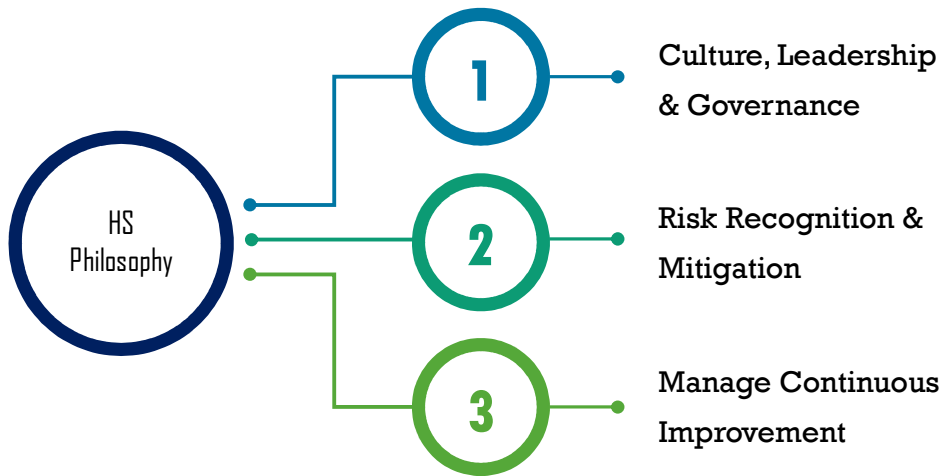 HS
Philosophy
1
Culture, Leadership
& Governance
2
Risk Recognition &
Mitigation
3
Manage Continuous
Improvement